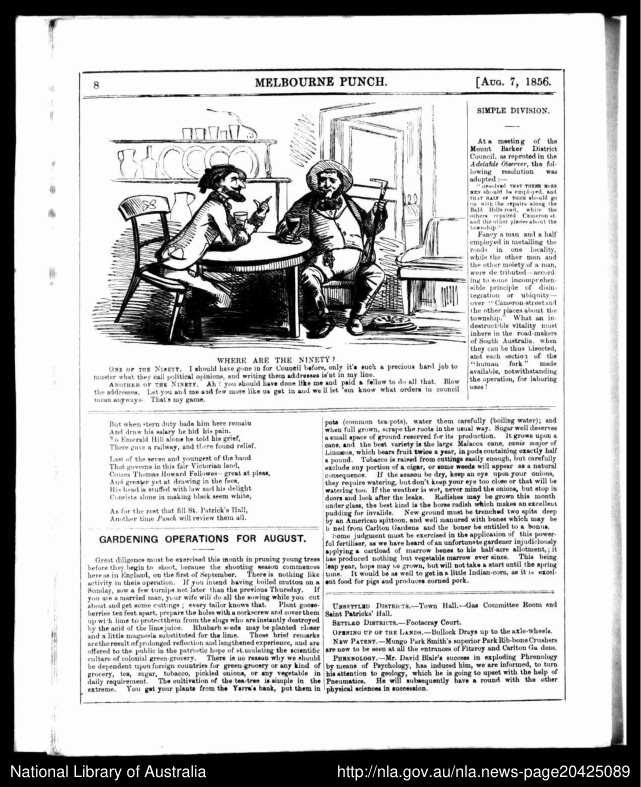 8
MELBOURNE PUNCH.
[AUG. 7, 1856.
WHERE ARE THE NINETY?
ONE OF THE NINETY. I should have gone in for Council before, only it's such a precious hard job to
muster what they call political opinions, and writing them addresses is'nt in my line.
ANOTHER OF THE NINETY. Ah! you should have done like me and paid a fellow to do all that. Blow
the addresses. Let you and me and few more like us get in and we'll let 'em know what orders in council
mean anyways. That's my game.
SIMPLE DIVISION.
At a meeting of the
Mount Barker District
Council, as reproted in the
Adelaide Observer, the fol-
lowing resolution was
adopted:—
"Resolved THAT THREE MORE
MEN should be employed, and
THAT HALF OF THEM should go
on with the repairs along the
Bald Hills road, while the
others repaired Cameron-st.
and the other places about the
township."
Fancy a man and a half
employed in metalling the
roads in one locality,
while the other man and
the other moiety of a man,
were distributed—accord-
ing to some incomprehen-
sible principle of disin-
tegration or ubiquity—
over "Cameron-street and
the other places about the
township." What an in-
destructible vitality must
inhere in the road-makers
of South Australia, when
they can be thus bisected,
and each section of the
"human fork" made
available, notwithstanding
the operation, for laboring
uses!
But when stern duty bade him here remain
And draw his salary he hid his pain.
To Emerald Hill alone he told his grief,
There gave a railway, and there found relief.
Last of the seven and youngest of the band
That governs in this fair Victorian land,
Comes Thomas Howard Fellowes—great at pleas,
And greater yet at drawing in the fees,
His head is stuffed with law and his delight
Consists alone in making black seem white,
As for the rest that fill St. Patrick's Hall,
Another time Punch will review them all.
GARDENING OPERATIONS FOR AUGUST.
Great diligence must be exercised this month in pruning young trees
before they begin to shoot, because the shooting season commences
here as in England, on the first of September. There is nothing like
activity in theis operation. If you intend having boiled mutton on a
Sunday, sow a few turnips not later than the previous Thursday. If
you are a married man, your wife will do all the sowing while you cut
about and get some cuttings; every tailor knows that. Plant goose-
berries ten feet apart, prepare the holes with a corkscrew and cover them
up with lime to protect them from the slugs who are instantly destroyed
by the acid of the lime juice. Rhubarb seeds may be planted closer
and a little magnesia substituted for the lime. These brief remarks
are the result of prolonged reflection and lengthened experience, and are
offered to the public in the patriotic hope of stimulating the scientific
culture of colonial green-grocery. There is no reason why we should
be dependent upon foreign countries for green-grocery or any kind of
grocery, tea, sugar, tobacco, pickled onions, or any vegetable in
daily requirement. The cultivation of the tea-tree is simple in the
extreme. You get your plants from the Yarra's bank, put them in
pots (common tea-pots), water them carefully (boiling water); and
when full grown, scrape the roots in the usual way. Sugar well deserves
a small space of ground reserved for its production. It grows upon a
cane, and the best variety is the large Malacca cane, canis major of
Linnæus, which bears fruit twice a year, in pods containing exactly half
a pound. Tobacco is raised from cuttings easily enough, but carefully
exclude any portion of a cigar, or some weeds will appear as a natural
consequence. If the season be dry, keep an eye upon your onions,
they require watering, but don't keep your eye too close or that will be
watering too. If the weather is wet, never mind the onions, but stop in
doors and look after the leaks. Radishes may be grown this month
under glass, the best kind is the horse radish which makes an excellent
pudding for invalids. New ground must be trenched two spits deep
by an American spittoon, and well manured with bones which may be
boned from Carlton Gardens and the boner be entitled to a bonus.
Some judgment must be exercised in the application of this power-
ful fertiliser, as we have heard of an unfortunate gardener injudiciously
applying a cartload of marrow bones to his half-acre allotment,; it
has produced nothing but vegetable marrow ever since. This being
leap year, hops may be grown, but will not take a start until the spring
time. It would be as well to get in a little Indian-corn, as it is excel-
ent food for pigs and produces corned pork.
UNSETTLED DISTRICTS.—Town Hall.—Gas Committee Room and
Saint Patricks' Hall.
SETTLED DISTRICTS.—Footscray Court.
OPENING UP OF THE LANDS.—Bullock Drays up to the axle-wheels.
NEW PATENT.—Mungo Park Smith's superior Park Rib-bone Crushers
are now to be seen at all the entrances of Fitzroy and Carlton Gardens.
PHRENOLOGY.—Mr. David Blair's success in exploding Phrenology
by means of Psychology, has induced him, we are informed, to turn
his attention to geology, which he is going to upset with the help of
Pneumatics. He will subsequently have a round with the other
physical sciences in succession.
National Library of Australia
http://nla.gov.au/nla.news-page20425089